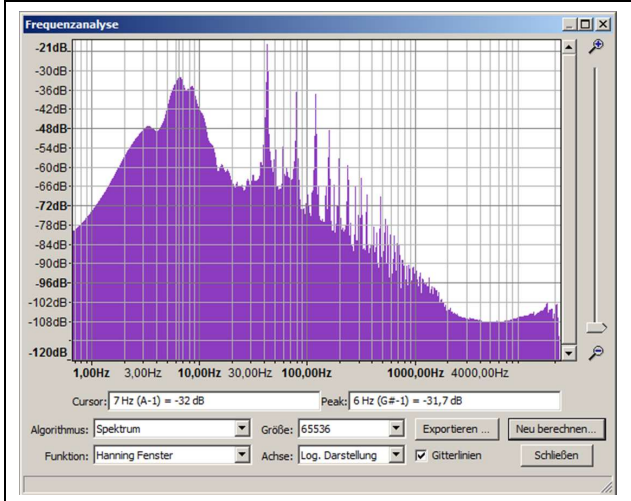 Frequenzanalyse
-21dB
-30dB
-36dB
-42dB
-48dB
-54dB
-60dB
-66dB
-72dB
-78dB
-84dB
-90dB
-96dB
-102dB
-108dB
-120dB
1,00Hz 3,00Hz 10,00Hz 30,00Hz 100,00Hz 1000,00Hz 4000,00Hz
Cursor: 7 Hz (A-1) = -32 dB Peak: 6 Hz (G#-1) = -31,7 dB
Algorithmus: Spektrum Größe: 65536 Exportieren ... Neu berechnen...
Funktion: Hanning Fenster Achse: Log. Darstellung Gitterlinien Schließen